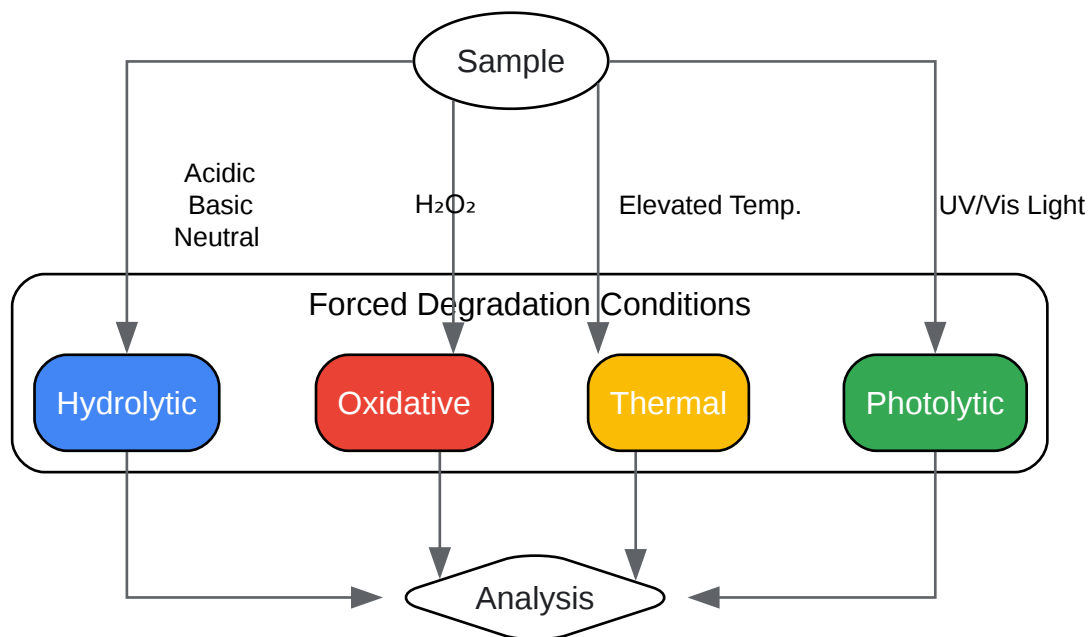 Sample
Acidic
Basic
Neutral
H₂O₂
Elevated Temp.
UV/Vis Light
Forced Degradation Conditions
Hydrolytic
Oxidative
Thermal
Photolytic
Analysis